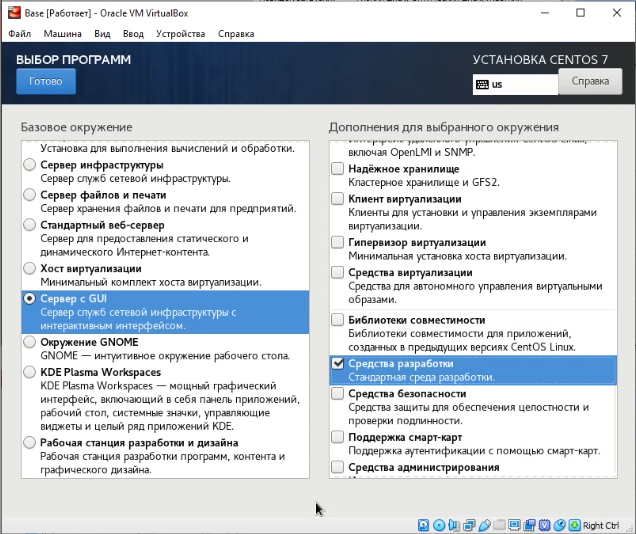 Base [Работает] - Oracle VM VirtualBox
Файл Машина Вид Ввод Устройства Справка
ВЫБОР ПРОГРАММ
Готово
УСТАНОВКА CENTOS 7
us
Справка
Базовое окружение
Установка для выполнения вычислений и обработки.
Сервер инфраструктуры
Сервер служб сетевой инфраструктуры.
Сервер файлов и печати
Сервер хранения файлов и печати для предприятий.
Стандартный веб-сервер
Сервер для предоставления статического и
динамического Интернет-контента.
Хост виртуализации
Минимальный комплект хоста виртуализации.
Сервер с GUI
Сервер служб сетевой инфраструктуры с
интерактивным интерфейсом.
Окружение GNOME
GNOME — интуитивное окружение рабочего стола.
KDE Plasma Workspaces
KDE Plasma Workspaces — мощный графический
интерфейс, включающий в себя панель приложений,
рабочий стол, системные значки, управляющие
виджеты и целый ряд приложений KDE.
Рабочая станция разработки и дизайна
Рабочая станция разработки программ, контента и
графического дизайна.
Дополнения для выбранного окружения
включая OpenLMI и SNMP.
Надёжное хранилище
Кластерное хранилище и GFS2.
Клиент виртуализации
Клиенты для установки и управления экземплярами
виртуализации.
Гипервизор виртуализации
Минимальная установка хоста виртуализации.
Средства виртуализации
Средства для автономного управления виртуальными
образами.
Библиотеки совместимости
Библиотеки совместимости для приложений,
созданных в предыдущих версиях CentOS Linux.
Средства разработки
Стандартная среда разработки.
Средства безопасности
Средства защиты для обеспечения целостности и
проверки подлинности.
Поддержка смарт-карт
Поддержка аутентификации с помощью смарт-карт.
Средства администрирования
Right Ctrl